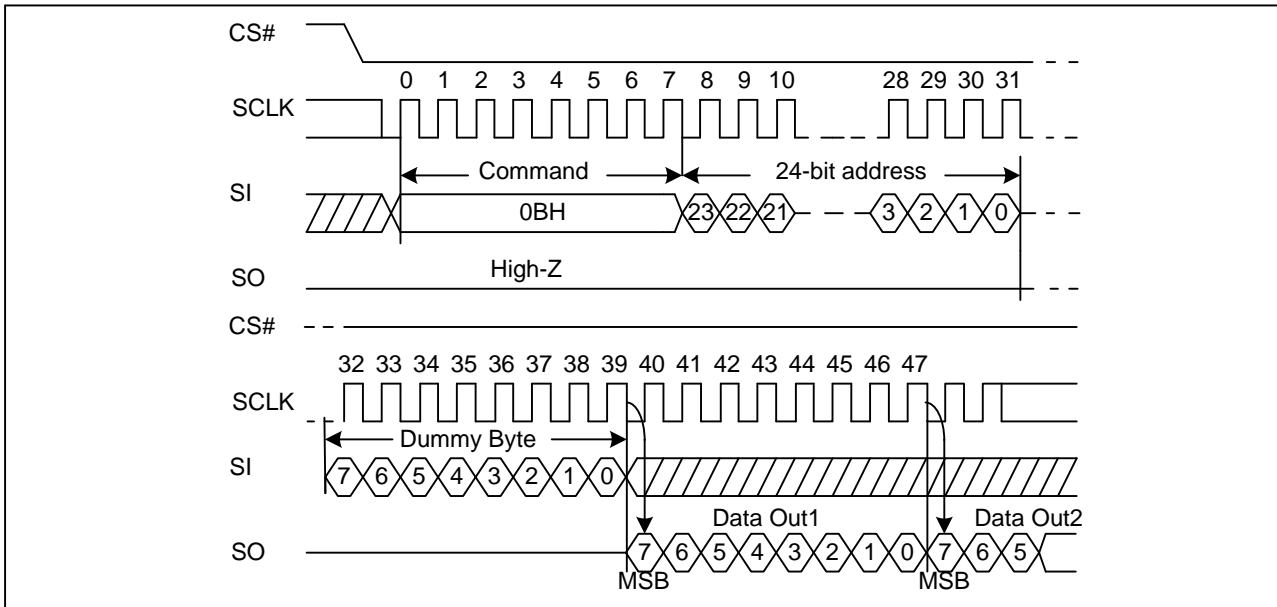 CS#
0 1 2 3 4 5 6 7 8 9 10 28 29 30 31
SCLK
Command 24-bit address
SI
0BH 23 22 21 3 2 1 0
High-Z
SO
CS#
32 33 34 35 36 37 38 39 40 41 42 43 44 45 46 47
SCLK
Dummy Byte
SI
7 6 5 4 3 2 1 0
Data Out1 Data Out2
SO
7 6 5 4 3 2 1 0 7 6 5
MSB MSB